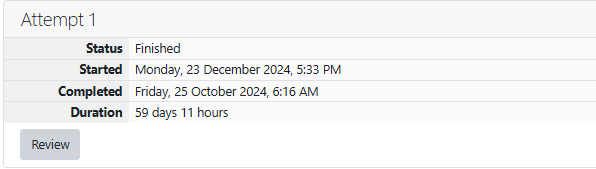 Attempt 1
Status Finished
Started Monday, 23 December 2024, 5:33 PM
Completed Friday, 25 October 2024, 6:16 AM
Duration 59 days 11 hours
Review